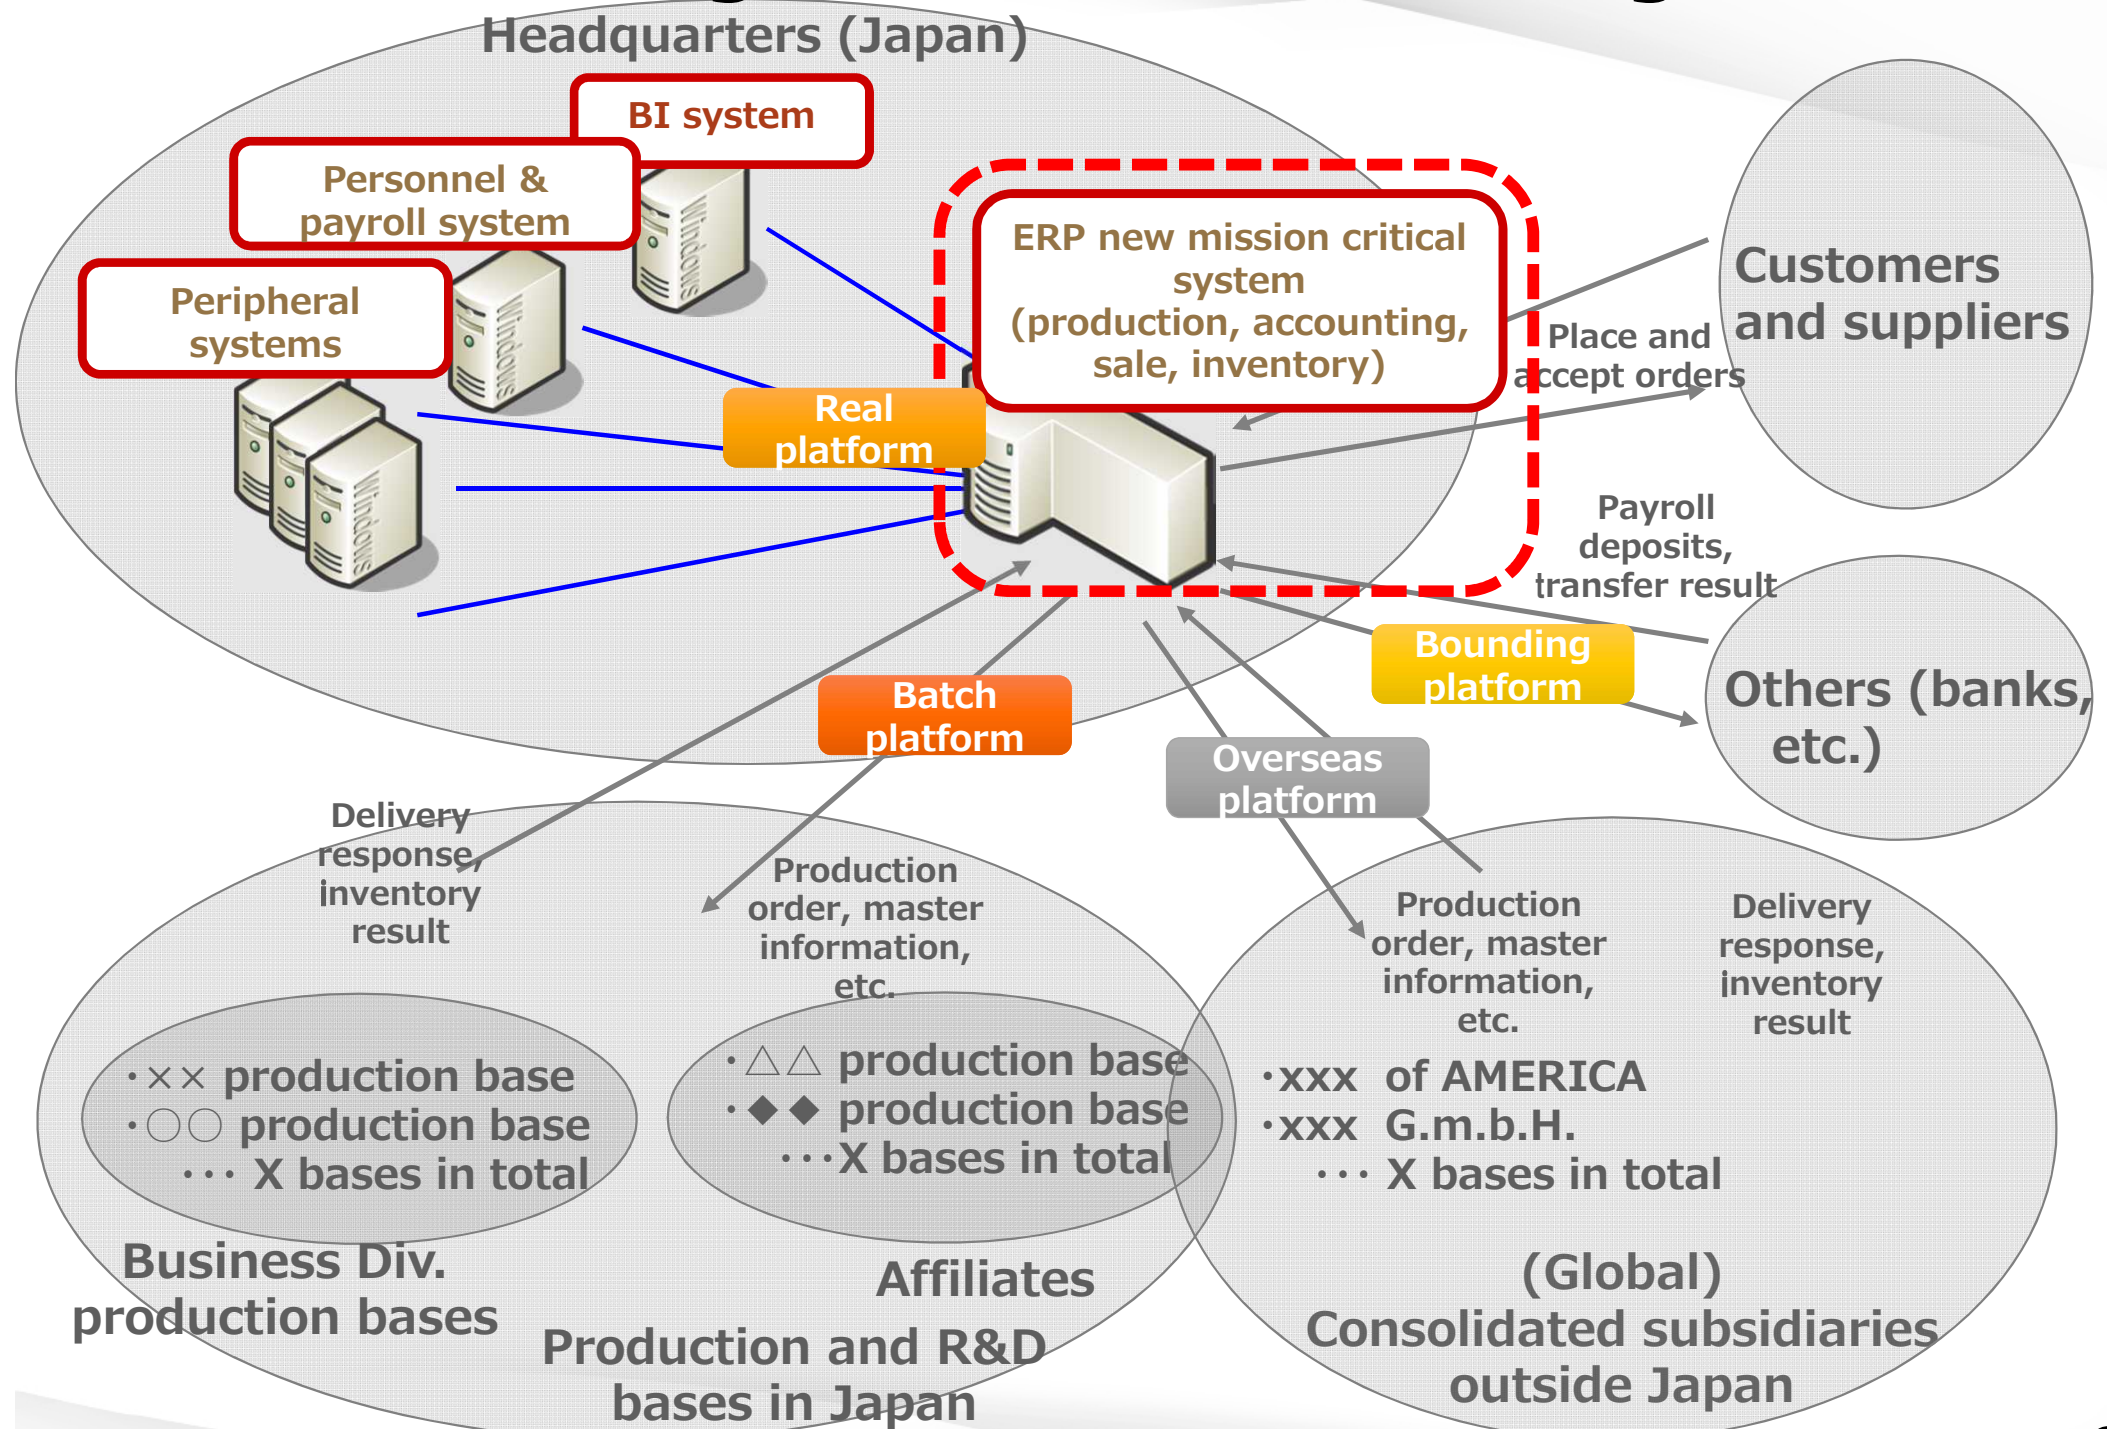 Headquarters (Japan)
BI system
Personnel &
payroll system
Peripheral
systems
Windows
Windows
Windows
ERP new mission critical
system
(production, accounting,
sale, inventory)
Real
platform
Customers
and suppliers
Place and
accept orders
Payroll
deposits,
transfer result
Bounding
platform
Others (banks,
etc.)
Batch
platform
Overseas
platform
Delivery
response,
inventory
result
Production
order, master
information,
etc.
Production
order, master
information,
etc.
Delivery
response,
inventory
result
・×× production base
・○○ production base
・・・ X bases in total
・△△ production base
・◆◆ production base
・・・X bases in total
・xxx of AMERICA
・xxx G.m.b.H.
・・・ X bases in total
Business Div.
production bases
Affiliates
Production and R&D
bases in Japan
(Global)
Consolidated subsidiaries
outside Japan